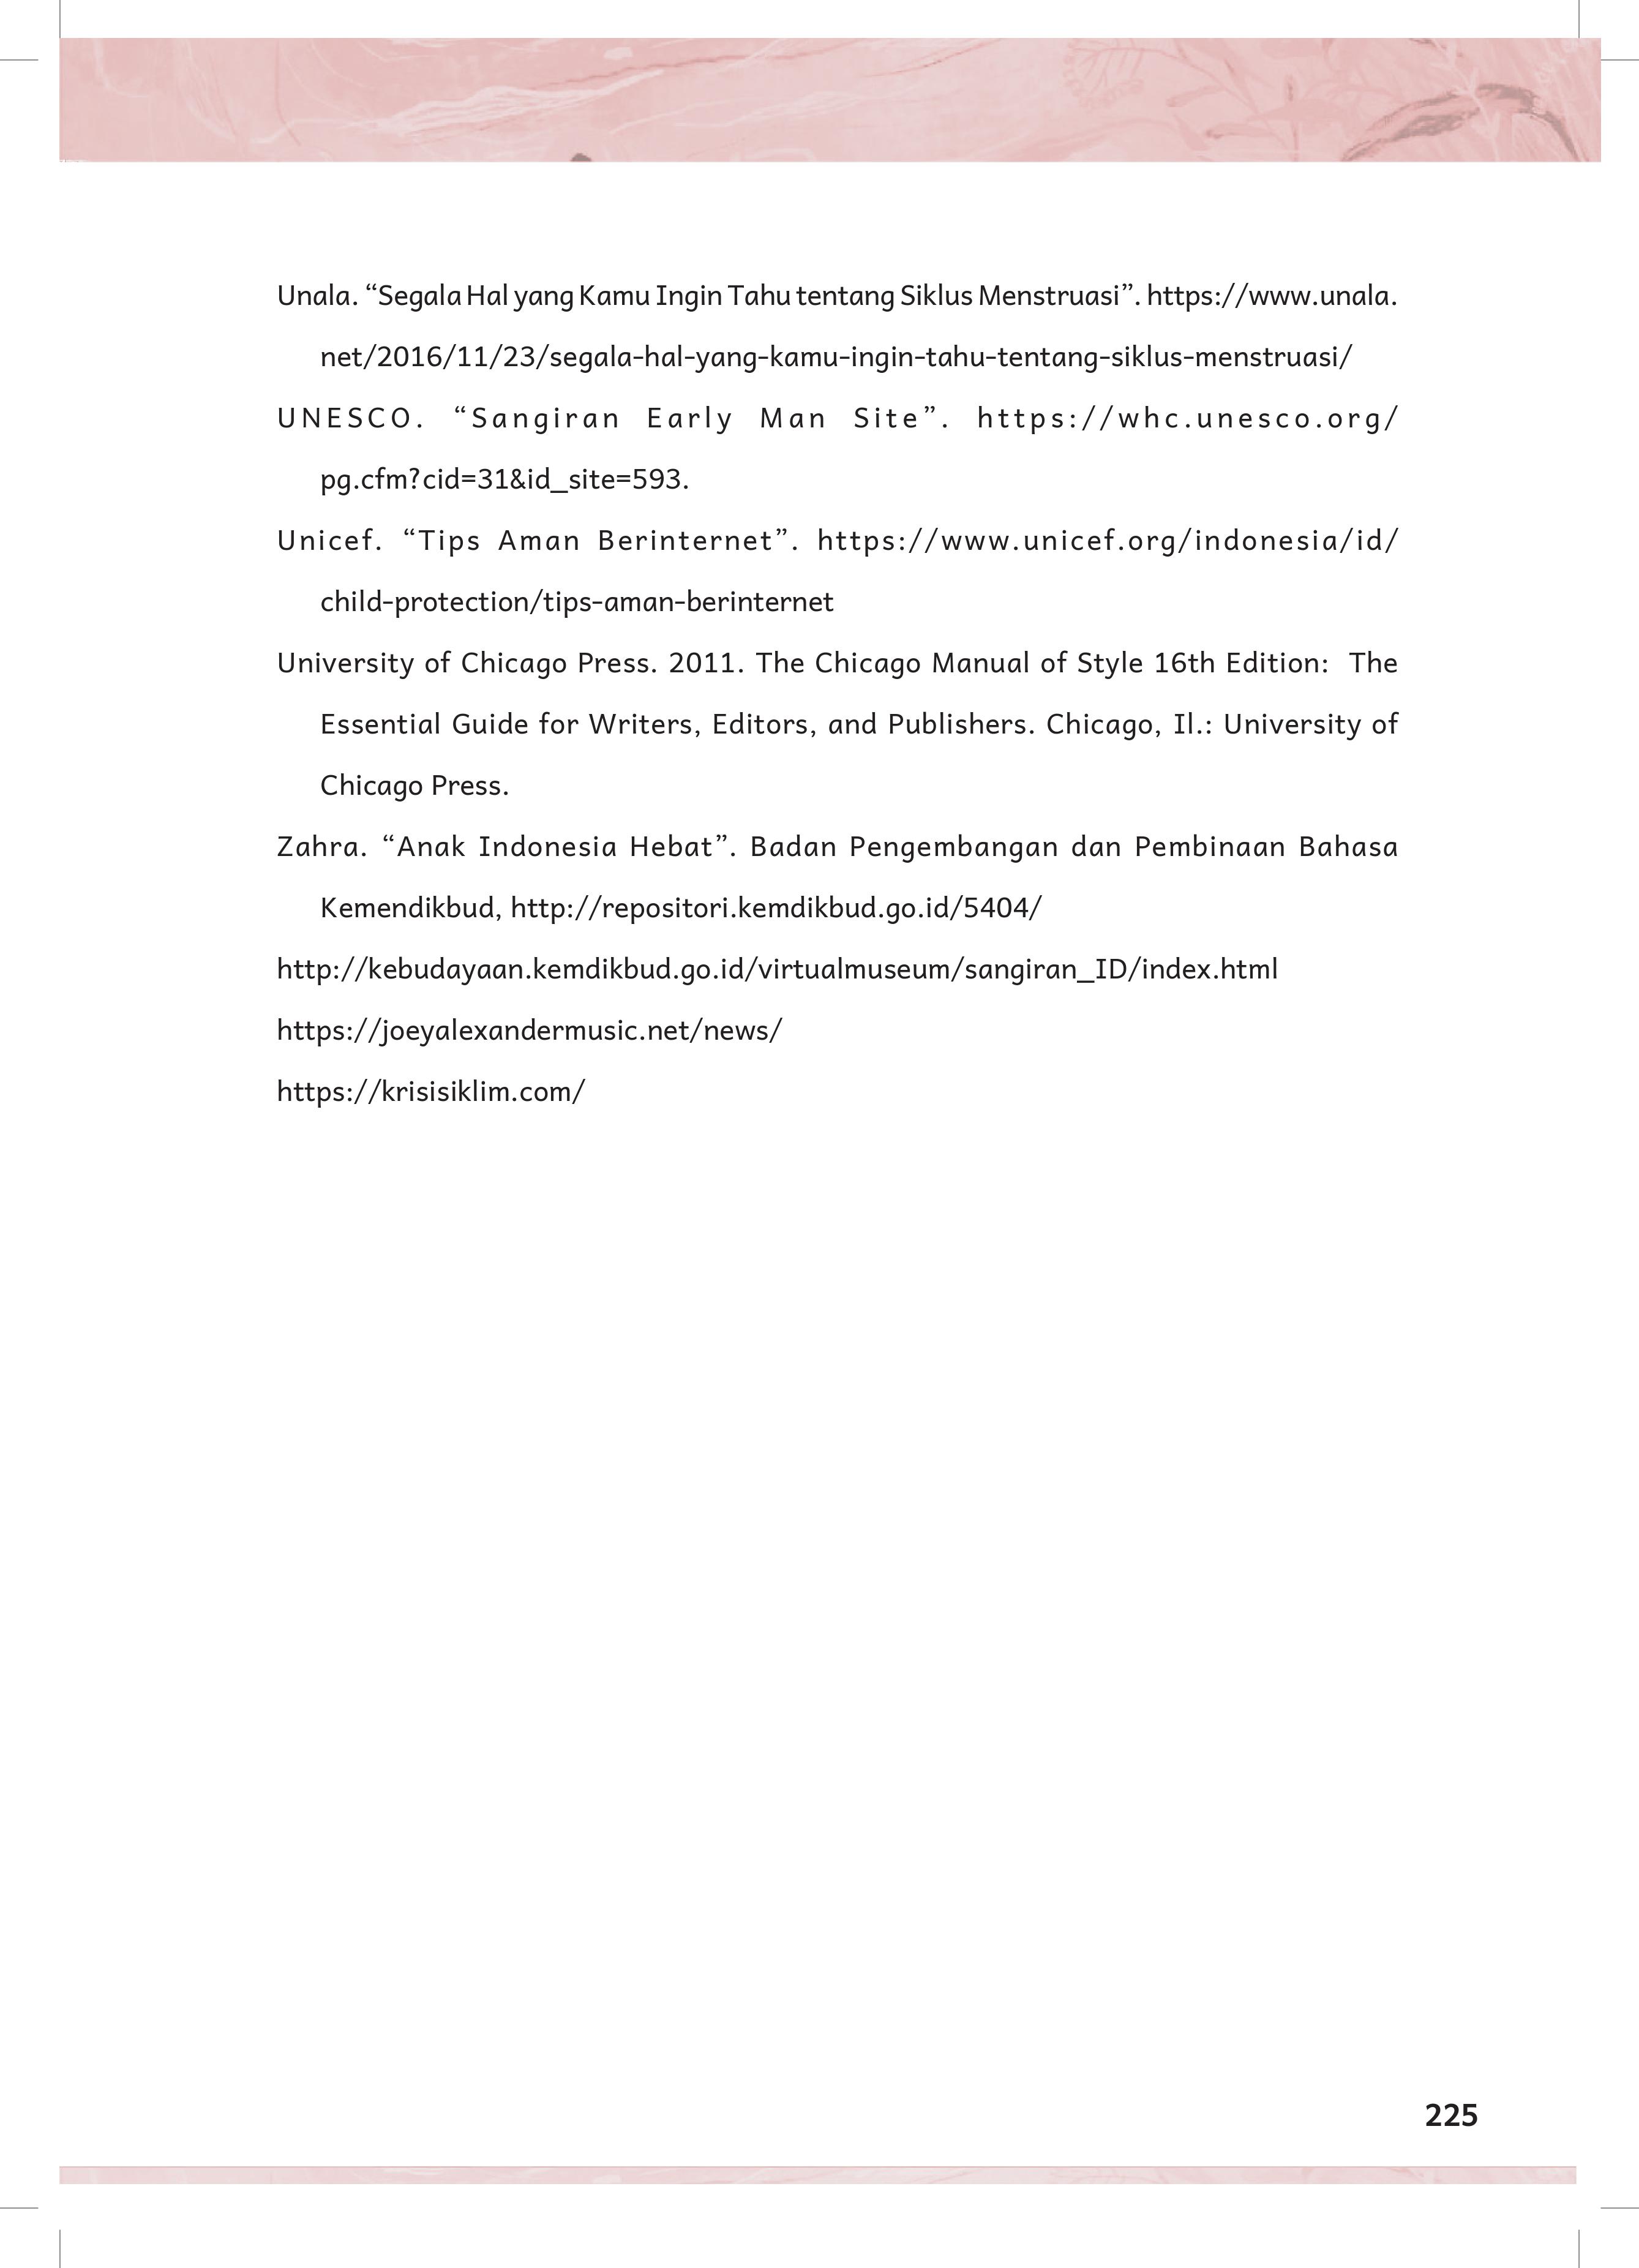 Unala. “Segala Hal yang Kamu Ingin Tahu tentang Siklus Menstruasi”. https://www.unala.
net/2016/11/23/segala-hal-yang-kamu-ingin-tahu-tentang-siklus-menstruasi/
UNESCO. “Sangiran Early Man Site”. https://whc.unesco.org/
pg.cfm?cid=31&id_site=593.
Unicef. “Tips Aman Berinternet”. https://www.unicef.org/indonesia/id/
child-protection/tips-aman-berinternet
University of Chicago Press. 2011. The Chicago Manual of Style 16th Edition: The
Essential Guide for Writers, Editors, and Publishers. Chicago, Il.: University of
Chicago Press.
Zahra. “Anak Indonesia Hebat”. Badan Pengembangan dan Pembinaan Bahasa
Kemendikbud, http://repositori.kemdikbud.go.id/5404/
http://kebudayaan.kemdikbud.go.id/virtualmuseum/sangiran_ID/index.html
https://joeyalexandermusic.net/news/
https://krisisiklim.com/
225